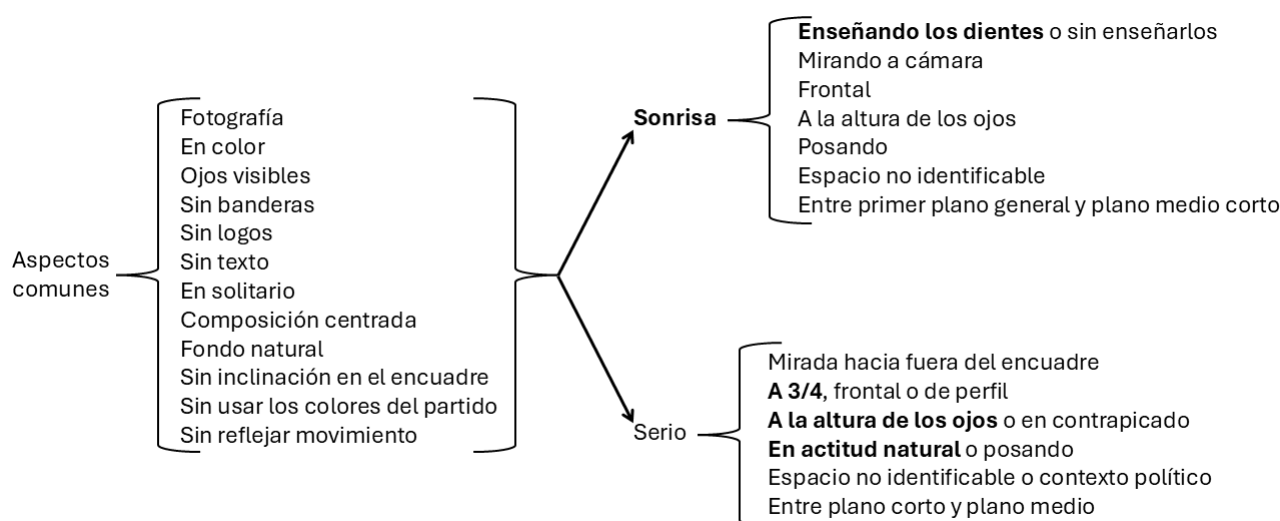 Aspectos
comunes
Fotografía
En color
Ojos visibles
Sin banderas
Sin logos
Sin texto
En solitario
Composición centrada
Fondo natural
Sin inclinación en el encuadre
Sin usar los colores del partido
Sin reflejar movimiento
Sonrisa
Enseñando los dientes o sin enseñarlos
Mirando a cámara
Frontal
A la altura de los ojos
Posando
Espacio no identificable
Entre primer plano general y plano medio corto
Serio
Mirada hacia fuera del encuadre
A 3/4, frontal o de perfil
A la altura de los ojos o en contrapicado
En actitud natural o posando
Espacio no identificable o contexto político
Entre plano corto y plano medio